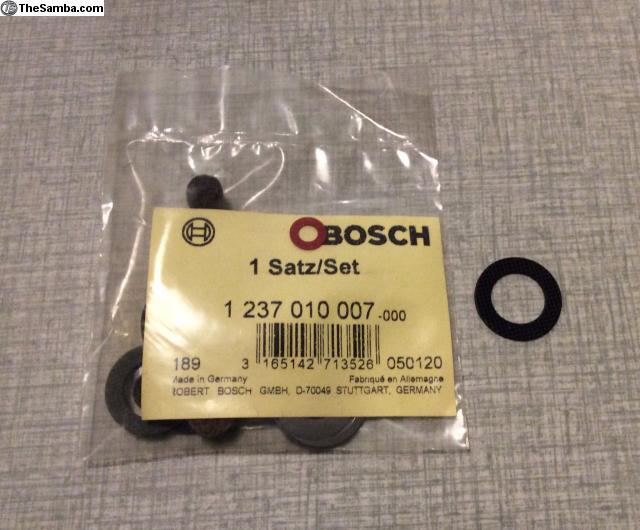 TheSamba.com
BOSCH
1 Satz/Set
1 237 010 007-000
189 3 165142 713526 050120
Made in Germany Fabriqué en Allemagne
ROBERT BOSCH GMBH, D-70049 STUTTGART, GERMANY